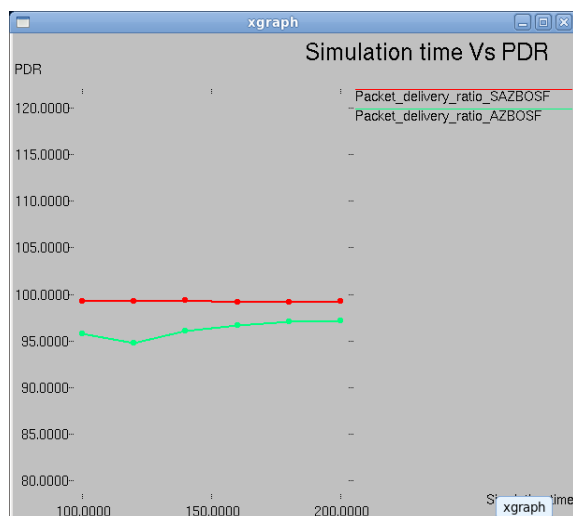 xgraph
Simulation time Vs PDR
PDR
Packet_delivery_ratio_SAZBOSF
Packet_delivery_ratio_AZBOSF
120.0000
115.0000
110.0000
105.0000
100.0000
95.0000
90.0000
85.0000
80.0000
time
xgraph
100.0000
150.0000
200.0000